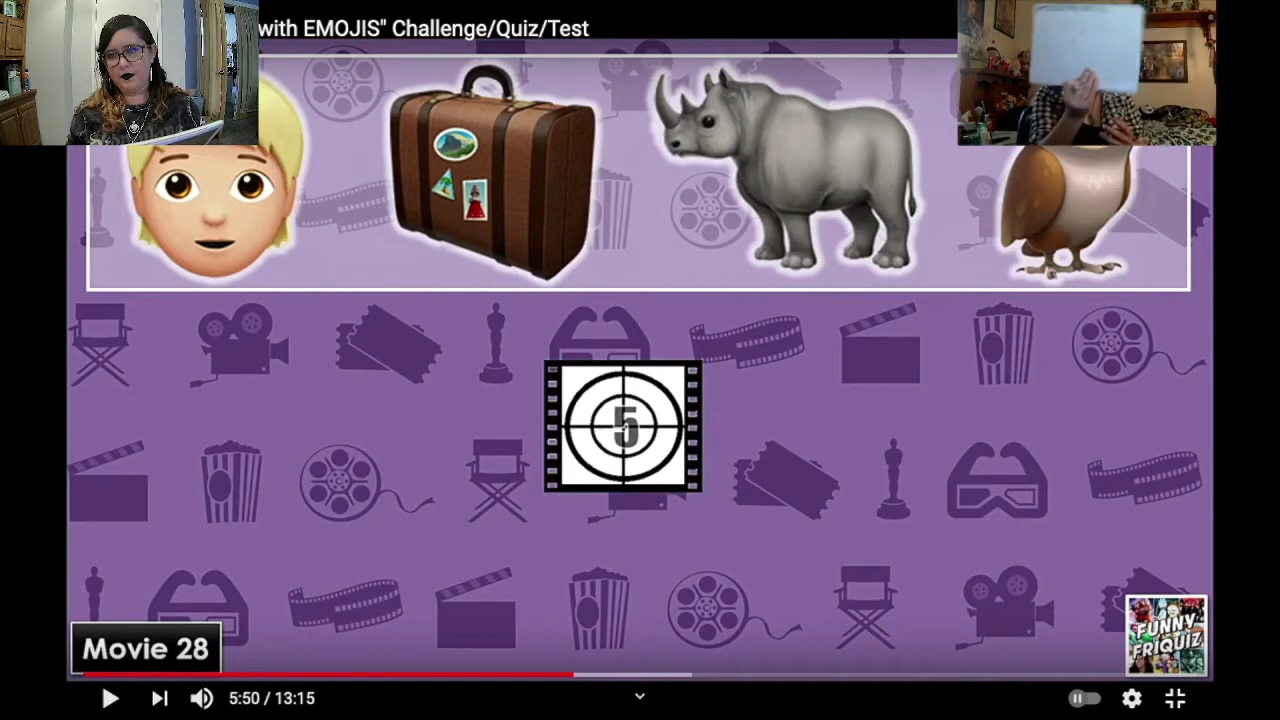 with EMOJIS" Challenge/Quiz/Test
5
Movie 28
FUNNY
FRIQUIZ
5:50 / 13:15